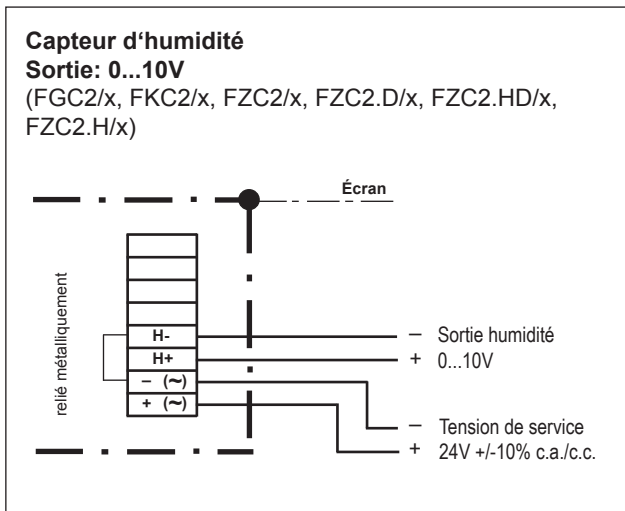 Capteur d‘humidité
Sortie: 0...10V
(FGC2/x, FKC2/x, FZC2/x, FZC2.D/x, FZC2.HD/x,
FZC2.H/x)
Écran
relié métalliquement
H-
H+
– (~)
+ (~)
– Sortie humidité
+ 0...10V
– Tension de service
+ 24V +/-10% c.a./c.c.